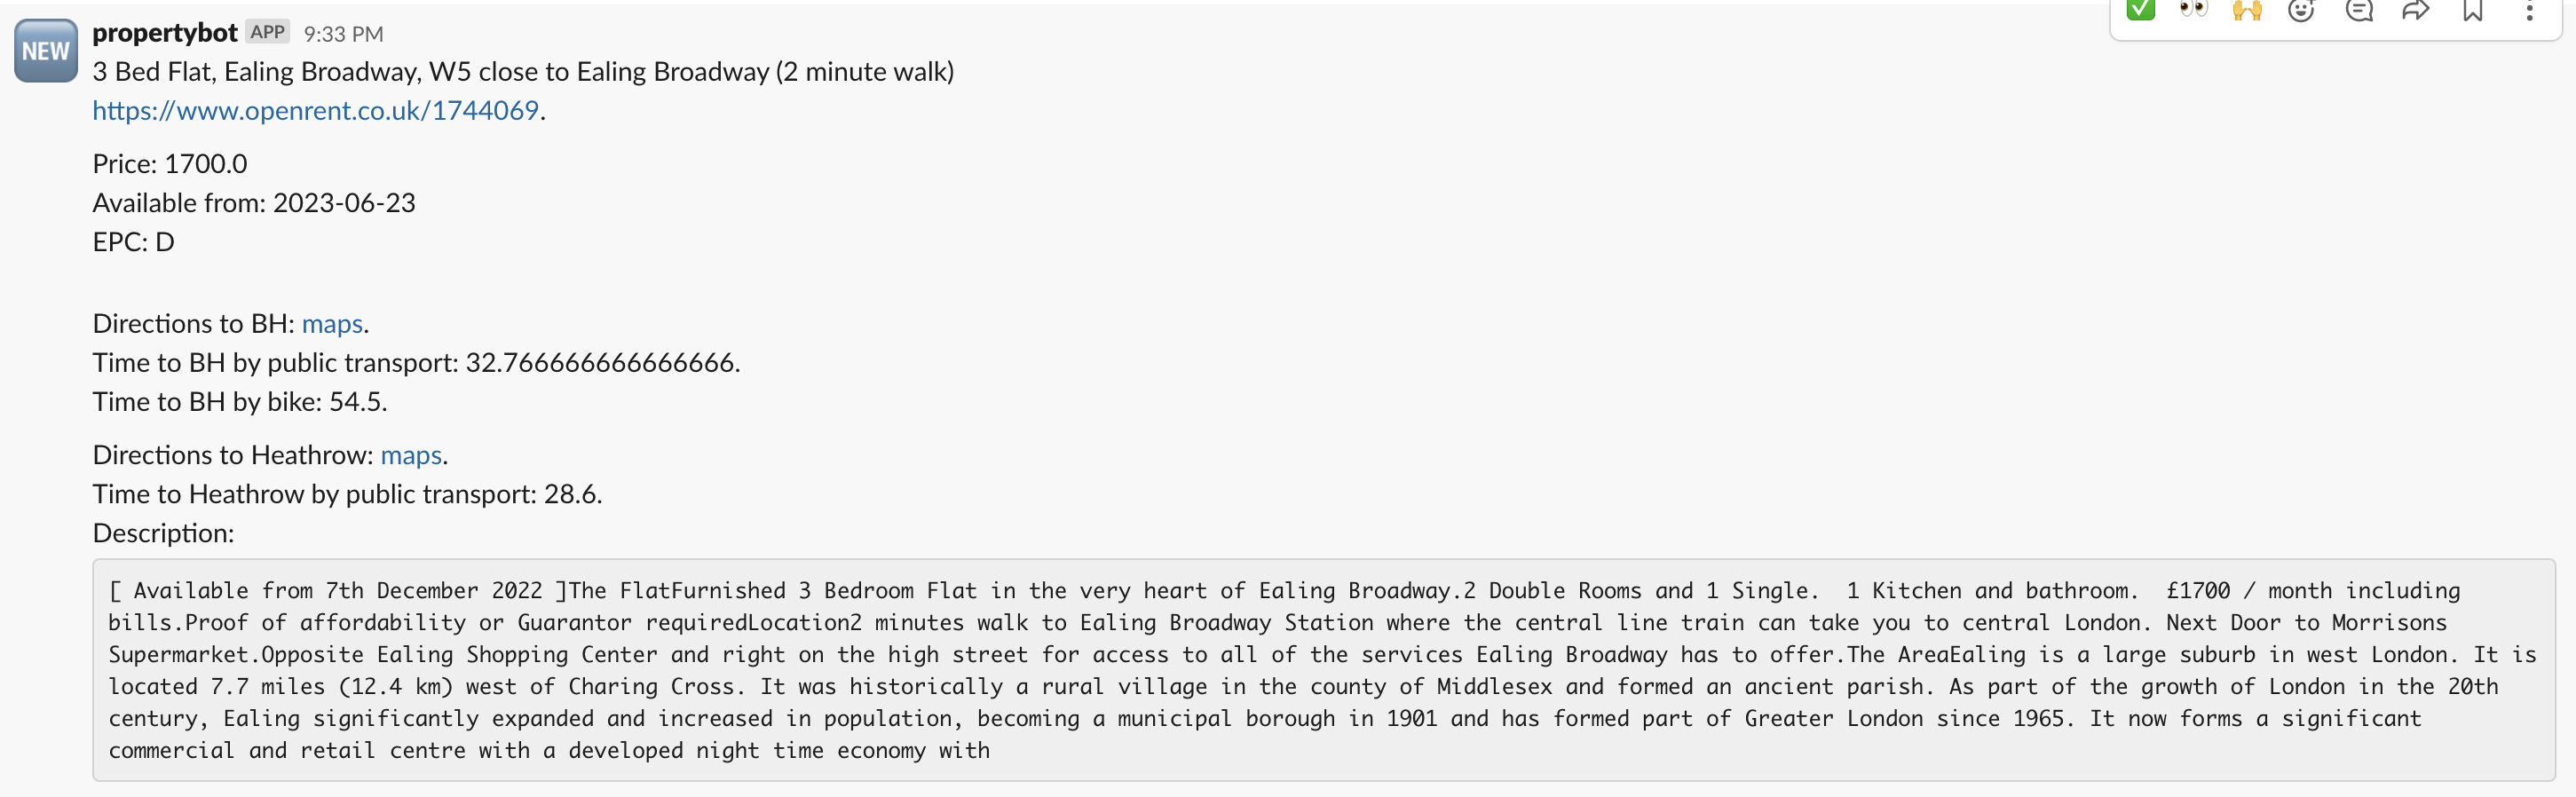 NEW
propertybot APP 9:33 PM
3 Bed Flat, Ealing Broadway, W5 close to Ealing Broadway (2 minute walk)
https://www.openrent.co.uk/1744069.
Price: 1700.0
Available from: 2023-06-23
EPC: D
Directions to BH: maps.
Time to BH by public transport: 32.766666666666666.
Time to BH by bike: 54.5.
Directions to Heathrow: maps.
Time to Heathrow by public transport: 28.6.
Description:
[ Available from 7th December 2022 ]The FlatFurnished 3 Bedroom Flat in the very heart of Ealing Broadway.2 Double Rooms and 1 Single.  1 Kitchen and bathroom.  £1700 / month including
bills.Proof of affordability or Guarantor requiredLocation2 minutes walk to Ealing Broadway Station where the central line train can take you to central London. Next Door to Morrisons
Supermarket.Opposite Ealing Shopping Center and right on the high street for access to all of the services Ealing Broadway has to offer.The AreaEaling is a large suburb in west London. It is
located 7.7 miles (12.4 km) west of Charing Cross. It was historically a rural village in the county of Middlesex and formed an ancient parish. As part of the growth of London in the 20th
century, Ealing significantly expanded and increased in population, becoming a municipal borough in 1901 and has formed part of Greater London since 1965. It now forms a significant
commercial and retail centre with a developed night time economy with